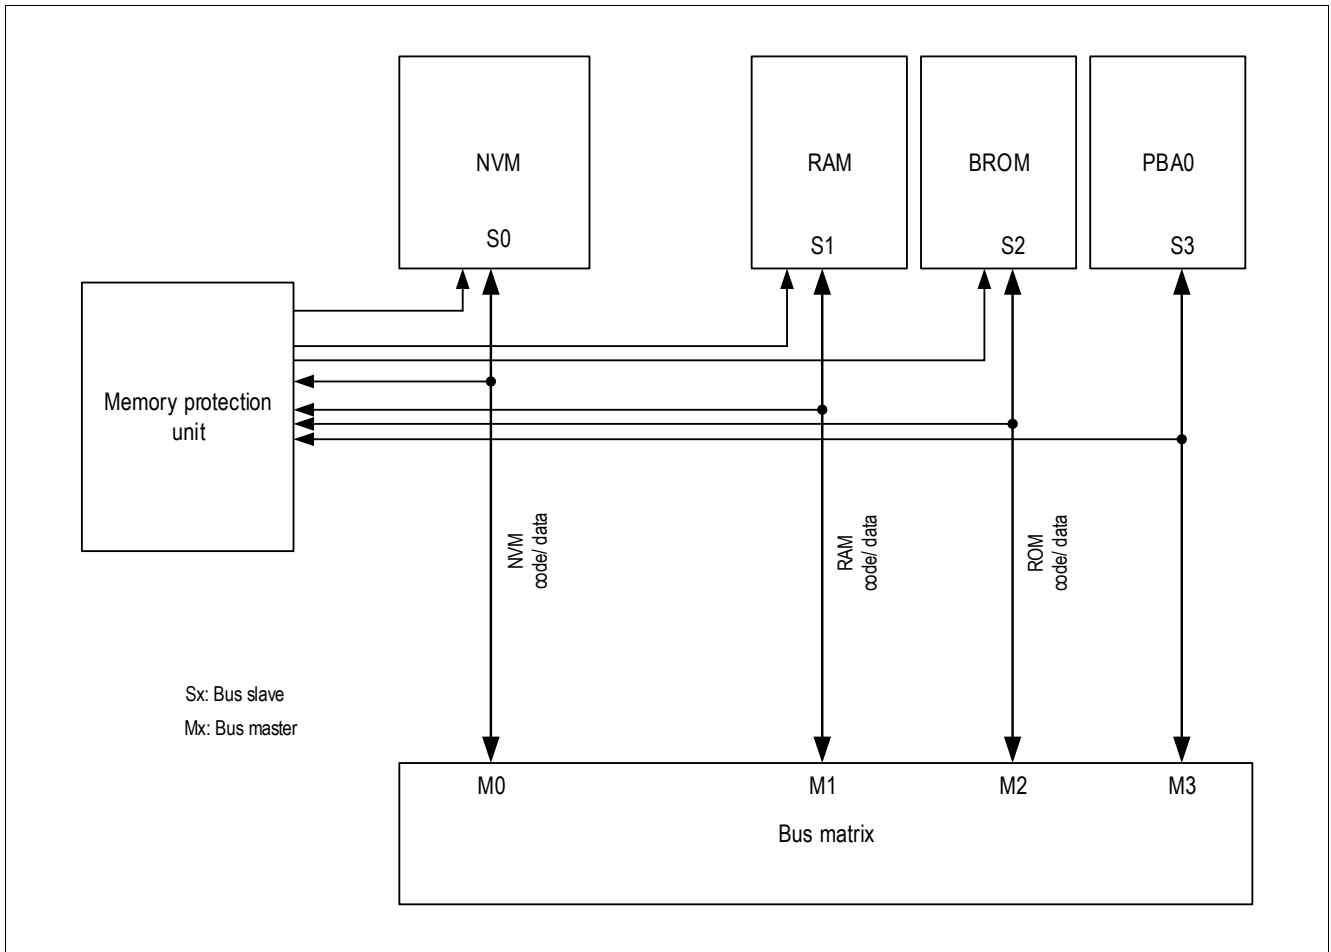 NVM
RAM
BROM
PBA0
S0
S1
S2
S3
Memory protection
unit
NVM
code/ data
RAM
code/ data
ROM
code/ data
Sx: Bus slave
Mx: Bus master
M0
M1
M2
M3
Bus matrix